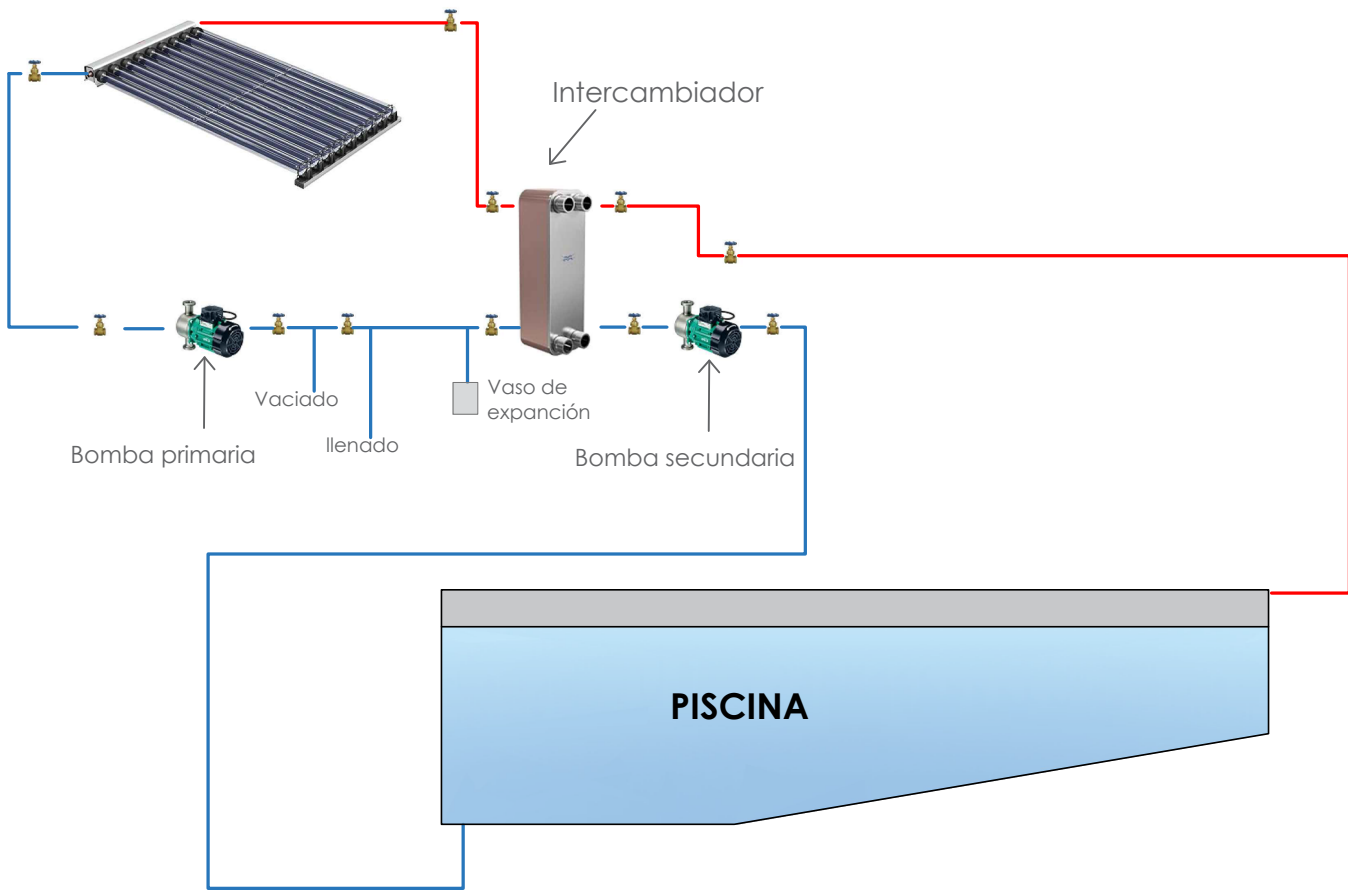 Intercambiador
Vaciado
Vaso de
expanción
llenado
Bomba primaria
Bomba secundaria
PISCINA